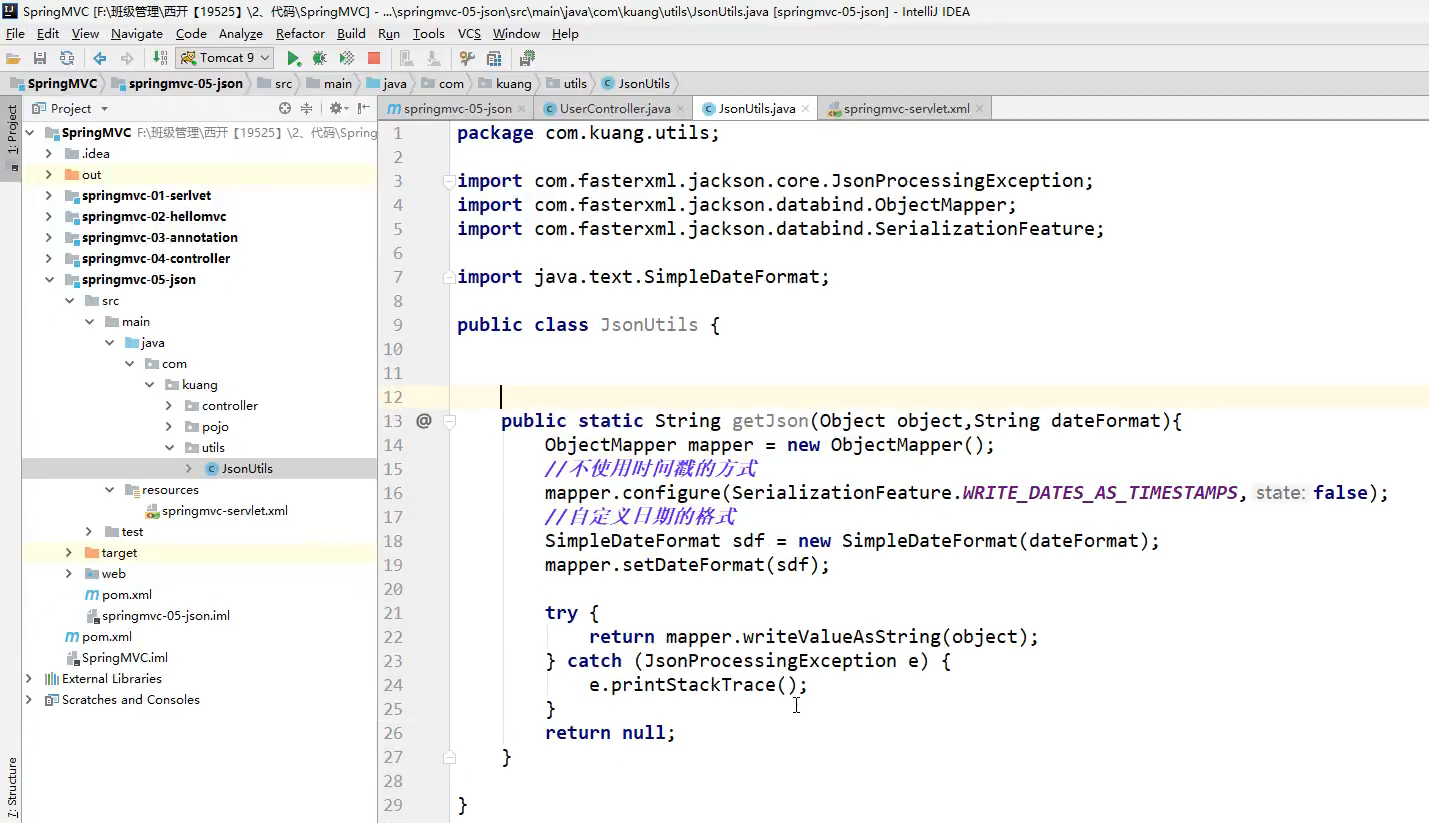 SpringMVC [F:\班级管理\西开【19525】\2、代码\SpringMVC] - ...\springmvc-05-json\src\main\java\com\kuang\utils\JsonUtils.java [springmvc-05-json] - IntelliJ IDEA
File Edit View Navigate Code Analyze Refactor Build Run Tools VCS Window Help
Tomcat 9
SpringMVC springmvc-05-json src main java com kuang utils JsonUtils
Project
springmvc-05-json UserController.java JsonUtils.java springmvc-servlet.xml
1: Project
SpringMVC F:\班级管理\西开【19525】\2、代码\Spring
.idea
out
springmvc-01-serlvet
springmvc-02-hellomvc
springmvc-03-annotation
springmvc-04-controller
springmvc-05-json
src
main
java
com
kuang
controller
pojo
utils
JsonUtils
resources
springmvc-servlet.xml
test
target
web
pom.xml
springmvc-05-json.iml
pom.xml
SpringMVC.iml
External Libraries
Scratches and Consoles
7: Structure
1 package com.kuang.utils;
2
3 import com.fasterxml.jackson.core.JsonProcessingException;
4 import com.fasterxml.jackson.databind.ObjectMapper;
5 import com.fasterxml.jackson.databind.SerializationFeature;
6
7 import java.text.SimpleDateFormat;
8
9 public class JsonUtils {
10
11
12
13 @ public static String getJson(Object object,String dateFormat){
14 ObjectMapper mapper = new ObjectMapper();
15 //不使用时间戳的方式
16 mapper.configure(SerializationFeature.WRITE_DATES_AS_TIMESTAMPS, state: false);
17 //自定义日期的格式
18 SimpleDateFormat sdf = new SimpleDateFormat(dateFormat);
19 mapper.setDateFormat(sdf);
20
21 try {
22 return mapper.writeValueAsString(object);
23 } catch (JsonProcessingException e) {
24 e.printStackTrace();
25 }
26 return null;
27 }
28
29 }